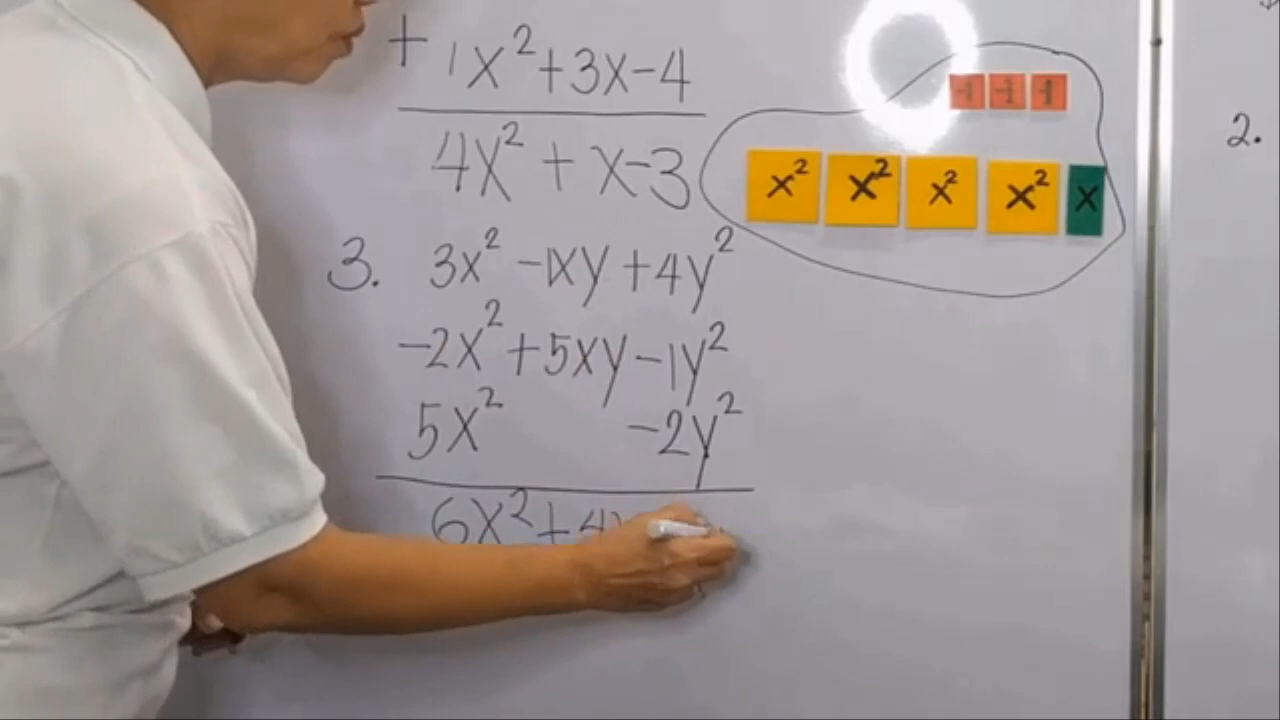 + 1x²+3x-4
4x² + x-3
-1 -1 -1
x² x² x² x² x
3. 3x² -1xy +4y²
-2x² +5xy -1y²
5x² -2y²
6x² +4
2.